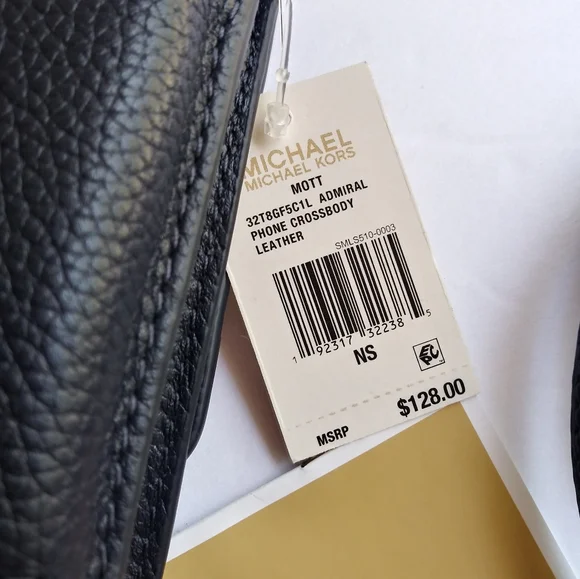 MICHAEL
MICHAEL KORS
MOTT
32T8GF5C1L ADMIRAL
PHONE CROSSBODY
LEATHER
SMLS510-0003
1 92317 32238 5
NS
EPC
MSRP $128.00